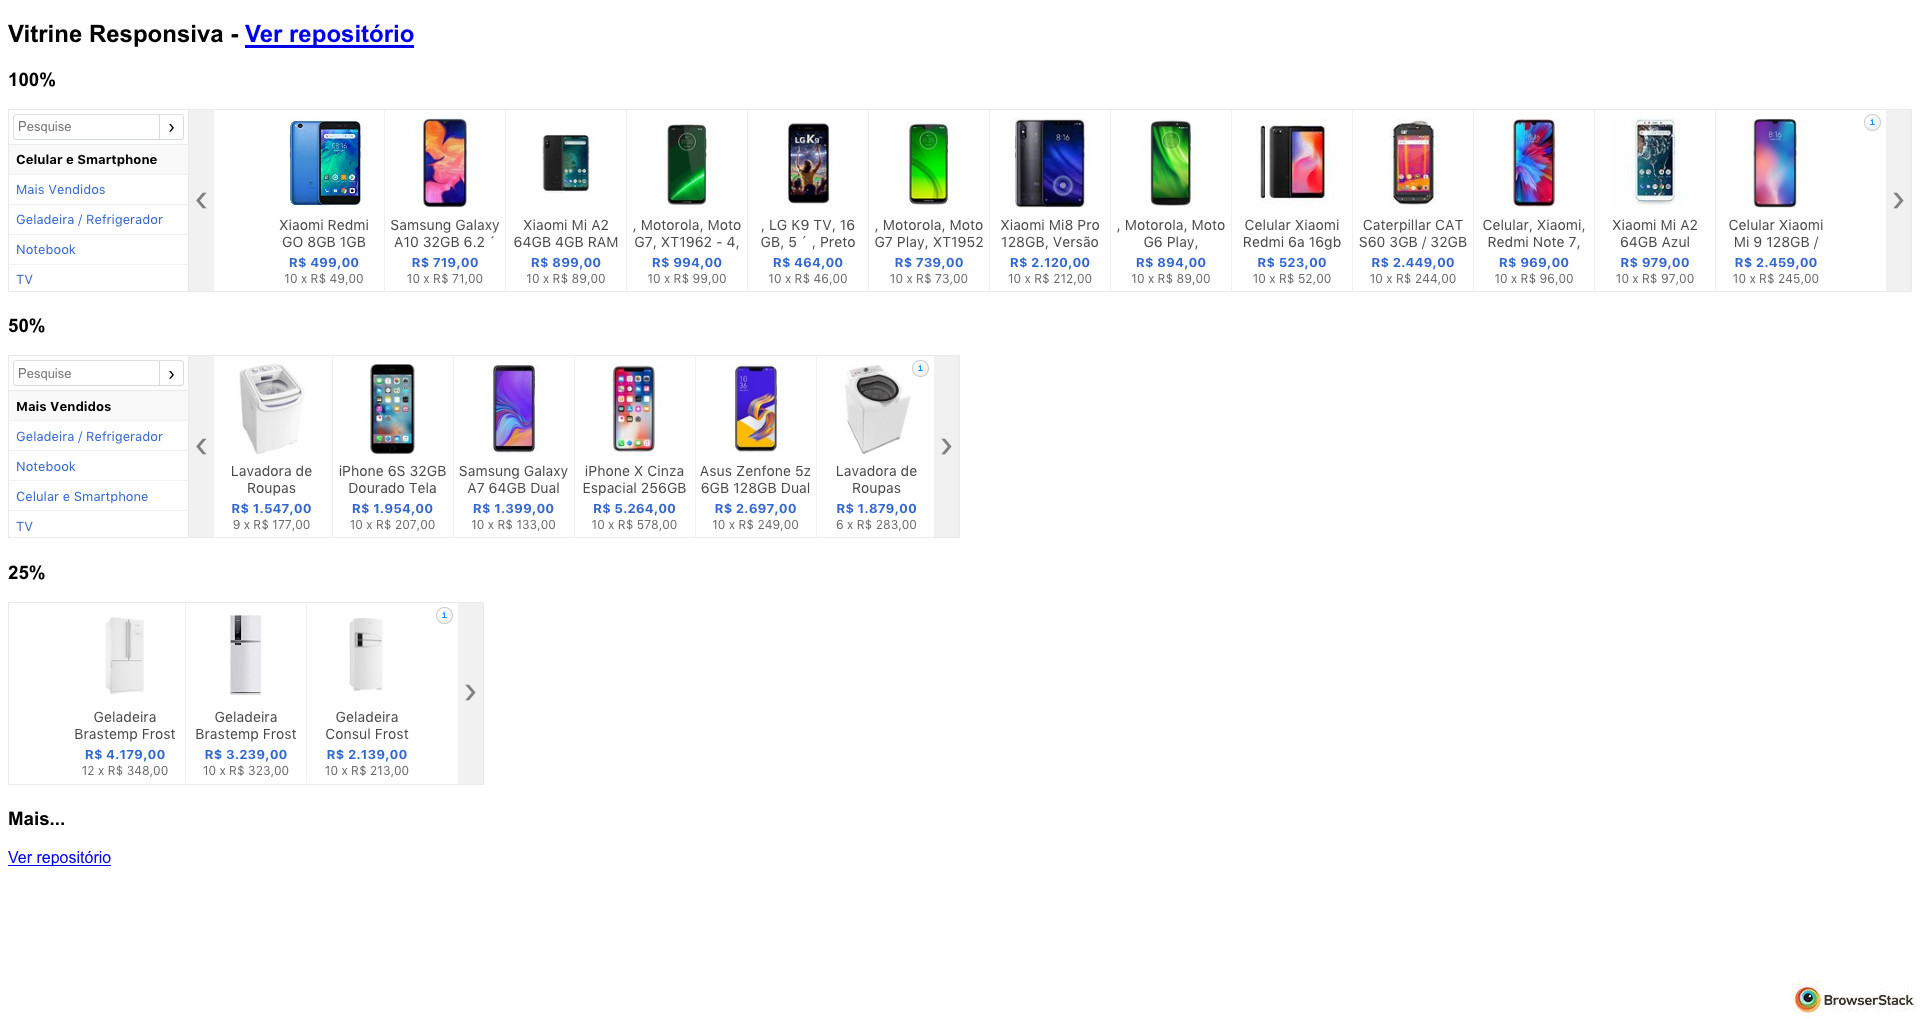 Vitrine Responsiva - Ver repositório
100%
Pesquise
Celular e Smartphone
Mais Vendidos
Geladeira / Refrigerador
Notebook
TV
Xiaomi Redmi
GO 8GB 1GB
R$ 499,00
10 x R$ 49,00
Samsung Galaxy
A10 32GB 6.2 ´
R$ 719,00
10 x R$ 71,00
Xiaomi Mi A2
64GB 4GB RAM
R$ 899,00
10 x R$ 89,00
, Motorola, Moto
G7, XT1962 - 4,
R$ 994,00
10 x R$ 99,00
LG K9
, LG K9 TV, 16
GB, 5 ´ , Preto
R$ 464,00
10 x R$ 46,00
, Motorola, Moto
G7 Play, XT1952
R$ 739,00
10 x R$ 73,00
8:16
Xiaomi Mi8 Pro
128GB, Versão
R$ 2.120,00
10 x R$ 212,00
, Motorola, Moto
G6 Play,
R$ 894,00
10 x R$ 89,00
Celular Xiaomi
Redmi 6a 16gb
R$ 523,00
10 x R$ 52,00
CAT
Caterpillar CAT
S60 3GB / 32GB
R$ 2.449,00
10 x R$ 244,00
Celular, Xiaomi,
Redmi Note 7,
R$ 969,00
10 x R$ 96,00
Xiaomi Mi A2
64GB Azul
R$ 979,00
10 x R$ 97,00
8:16
Celular Xiaomi
Mi 9 128GB /
R$ 2.459,00
10 x R$ 245,00
i
50%
Pesquise
Mais Vendidos
Geladeira / Refrigerador
Notebook
Celular e Smartphone
TV
Lavadora de
Roupas
R$ 1.547,00
9 x R$ 177,00
iPhone 6S 32GB
Dourado Tela
R$ 1.954,00
10 x R$ 207,00
Samsung Galaxy
A7 64GB Dual
R$ 1.399,00
10 x R$ 133,00
iPhone X Cinza
Espacial 256GB
R$ 5.264,00
10 x R$ 578,00
10
36
Asus Zenfone 5z
6GB 128GB Dual
R$ 2.697,00
10 x R$ 249,00
Lavadora de
Roupas
R$ 1.879,00
6 x R$ 283,00
i
25%
Geladeira
Brastemp Frost
R$ 4.179,00
12 x R$ 348,00
Geladeira
Brastemp Frost
R$ 3.239,00
10 x R$ 323,00
Geladeira
Consul Frost
R$ 2.139,00
10 x R$ 213,00
i
Mais...
Ver repositório
BrowserStack